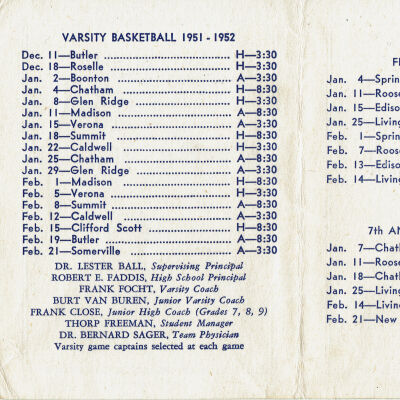 VARSITY BASKETBALL 1951 - 1952
Dec. 11—Butler ........ H—3:30
Dec. 18—Roselle ........ H—3:30
Jan. 2—Boonton ........ A—3:30
Jan. 4—Chatham ........ H—8:30
Jan. 8—Glen Ridge ........ H—3:30
Jan. 11—Madison ........ A—8:30
Jan. 15—Verona ........ A—3:30
Jan. 18—Summit ........ H—8:30
Jan. 22—Caldwell ........ H—3:30
Jan. 25—Chatham ........ A—8:30
Jan. 29—Glen Ridge ........ A—3:30
Feb. 1—Madison ........ H—8:30
Feb. 5—Verona ........ H—3:30
Feb. 8—Summit ........ A—8:30
Feb. 12—Caldwell ........ A—3:30
Feb. 15—Clifford Scott ........ H—8:30
Feb. 19—Butler ........ A—3:30
Feb. 21—Somerville ........ A—3:30
DR. LESTER BALL, Supervising Principal
ROBERT E. FADDIS, High School Principal
FRANK FOCHT, Varsity Coach
BURT VAN BUREN, Junior Varsity Coach
FRANK CLOSE, Junior High Coach (Grades 7, 8, 9)
THORP FREEMAN, Student Manager
DR. BERNARD SAGER, Team Physician
Varsity game captains selected at each game
F
Jan. 4—Sprin
Jan. 11—Roos
Jan. 15—Ediso
Jan. 25—Living
Feb. 1—Sprin
Feb. 7—Roose
Feb. 13—Ediso
Feb. 14—Living
7th AN
Jan. 7—Chath
Jan. 11—Roose
Jan. 18—Chath
Jan. 25—Living
Feb. 14—Living
Feb. 21—New